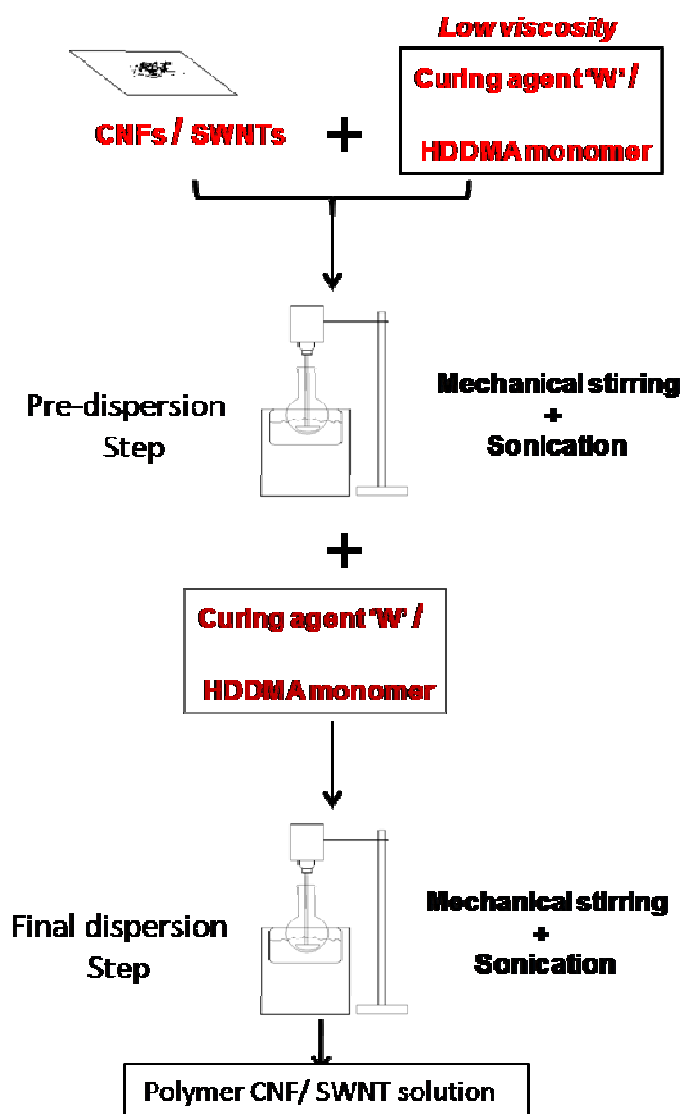 Low viscosity
Curing agent 'W' /
HDDMA monomer
CNFs / SWNTs
+
Pre-dispersion
Step
Mechanical stirring
+
Sonication
+
Curing agent 'W' /
HDDMA monomer
Final dispersion
Step
Mechanical stirring
+
Sonication
Polymer CNF/ SWNT solution